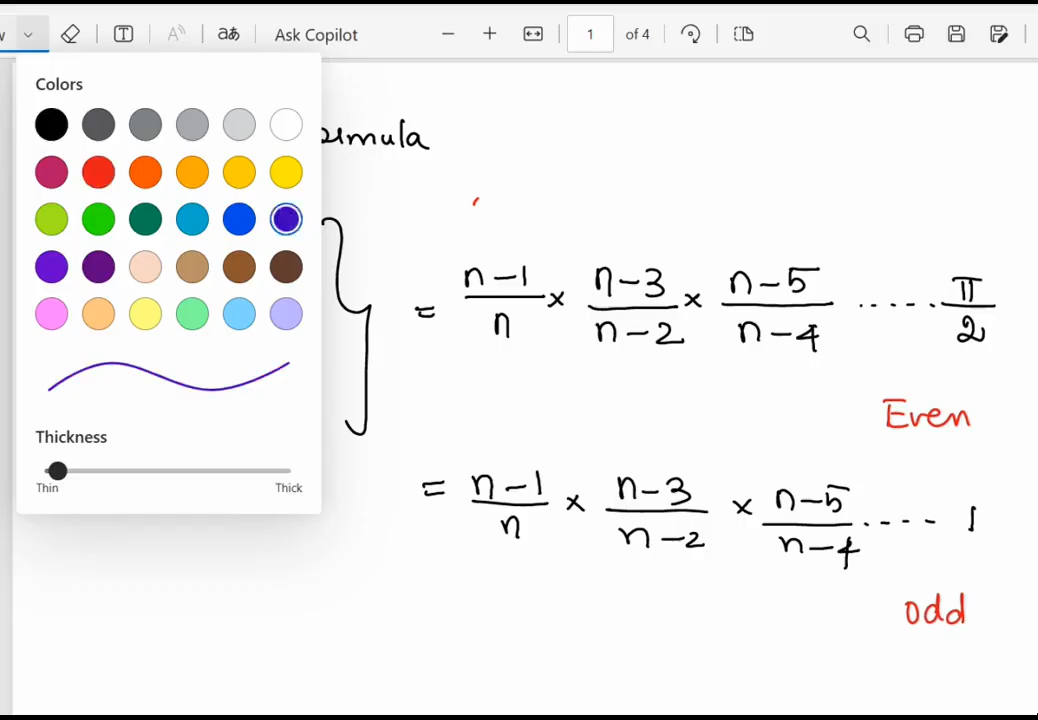 Ask Copilot 1 of 4
Colors
Thickness
Thin Thick
= n-1/n × n-3/n-2 × n-5/n-4 ..... π/2
Even
= n-1/n × n-3/n-2 × n-5/n-4 ..... 1
odd